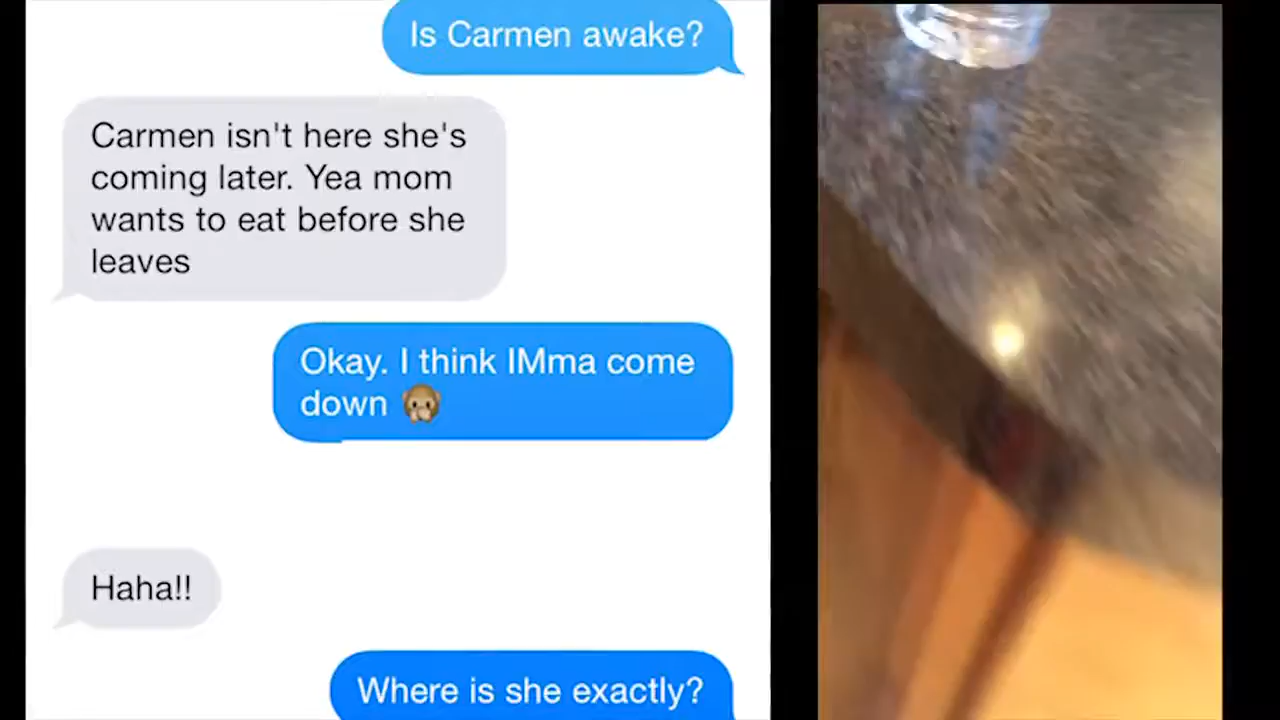 Is Carmen awake?
Carmen isn't here she's
coming later. Yea mom
wants to eat before she
leaves
Okay. I think IMma come
down 🙊
Haha!!
Where is she exactly?